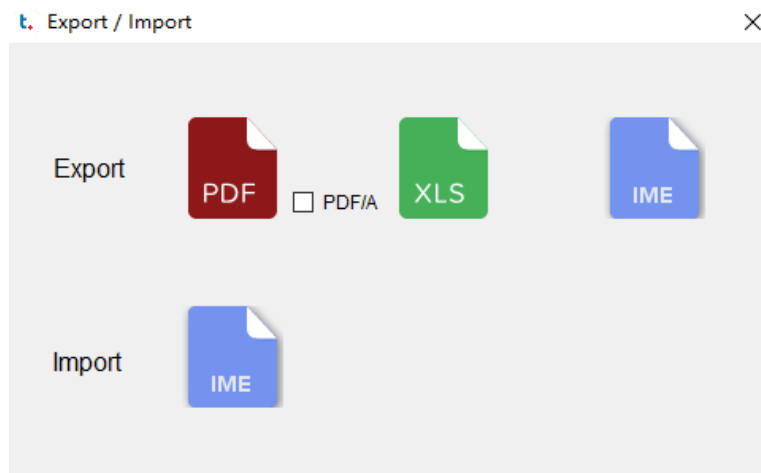 t. Export / Import
Export
PDF
PDF/A
XLS
IME
Import
IME